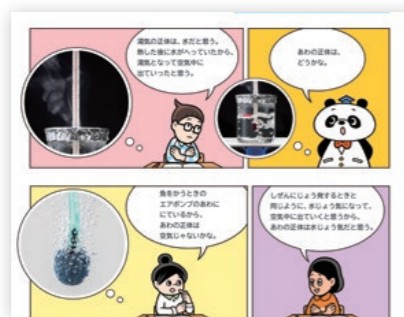 湯気の正体は、水だと思う。
熱した後に水がへっていたから、
湯気となって空気中に
出ていったと思う。
あわの正体は、
どうかな。
魚をかうときの
エアポンプのあわに
にているから、
あわの正体は
空気じゃないかな。
しぜんにじょう発するときと
同じように、水じょう気になって、
空気中に出ていくと思うから、
あわの正体は水じょう気だと思う。